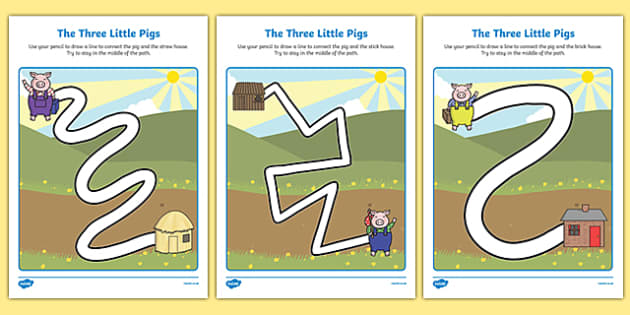 The Three Little Pigs
Use your pencil to draw a line to connect the pig and the straw house.
Try to stay in the middle of the path.
The Three Little Pigs
Use your pencil to draw a line to connect the pig and the stick house.
Try to stay in the middle of the path.
The Three Little Pigs
Use your pencil to draw a line to connect the pig and the brick house.
Try to stay in the middle of the path.
twinkl
twinkl
twinkl